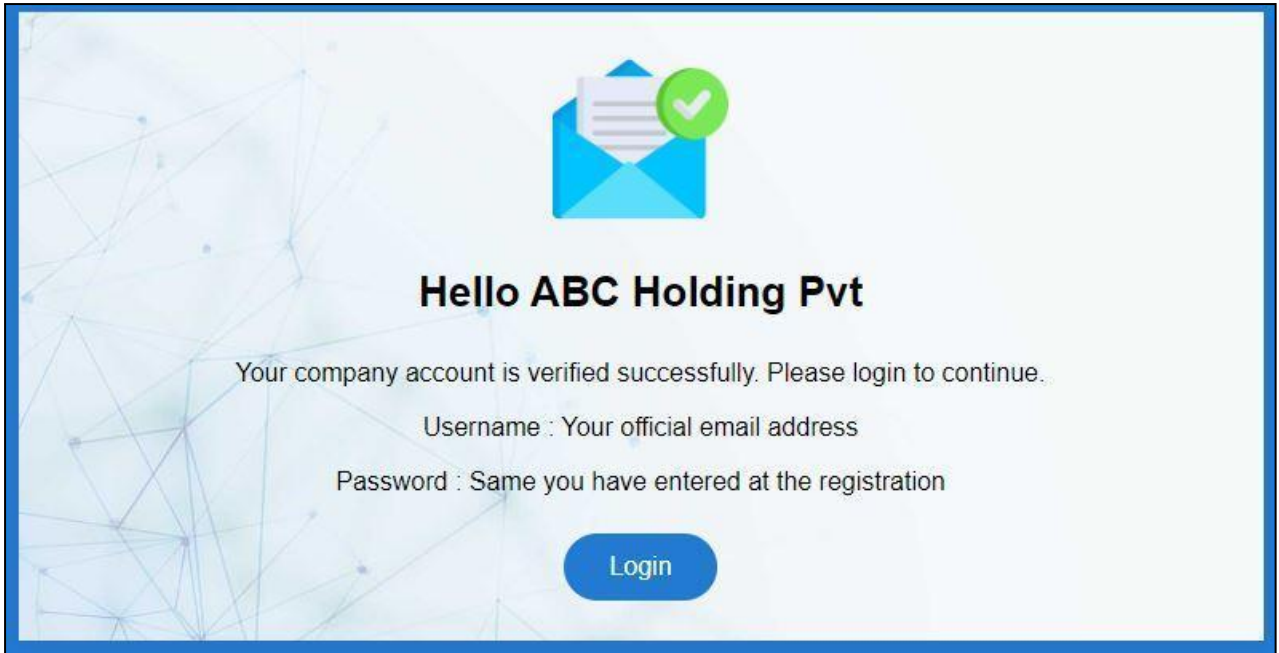 Hello ABC Holding Pvt
Your company account is verified successfully. Please login to continue.
Username : Your official email address
Password : Same you have entered at the registration
Login